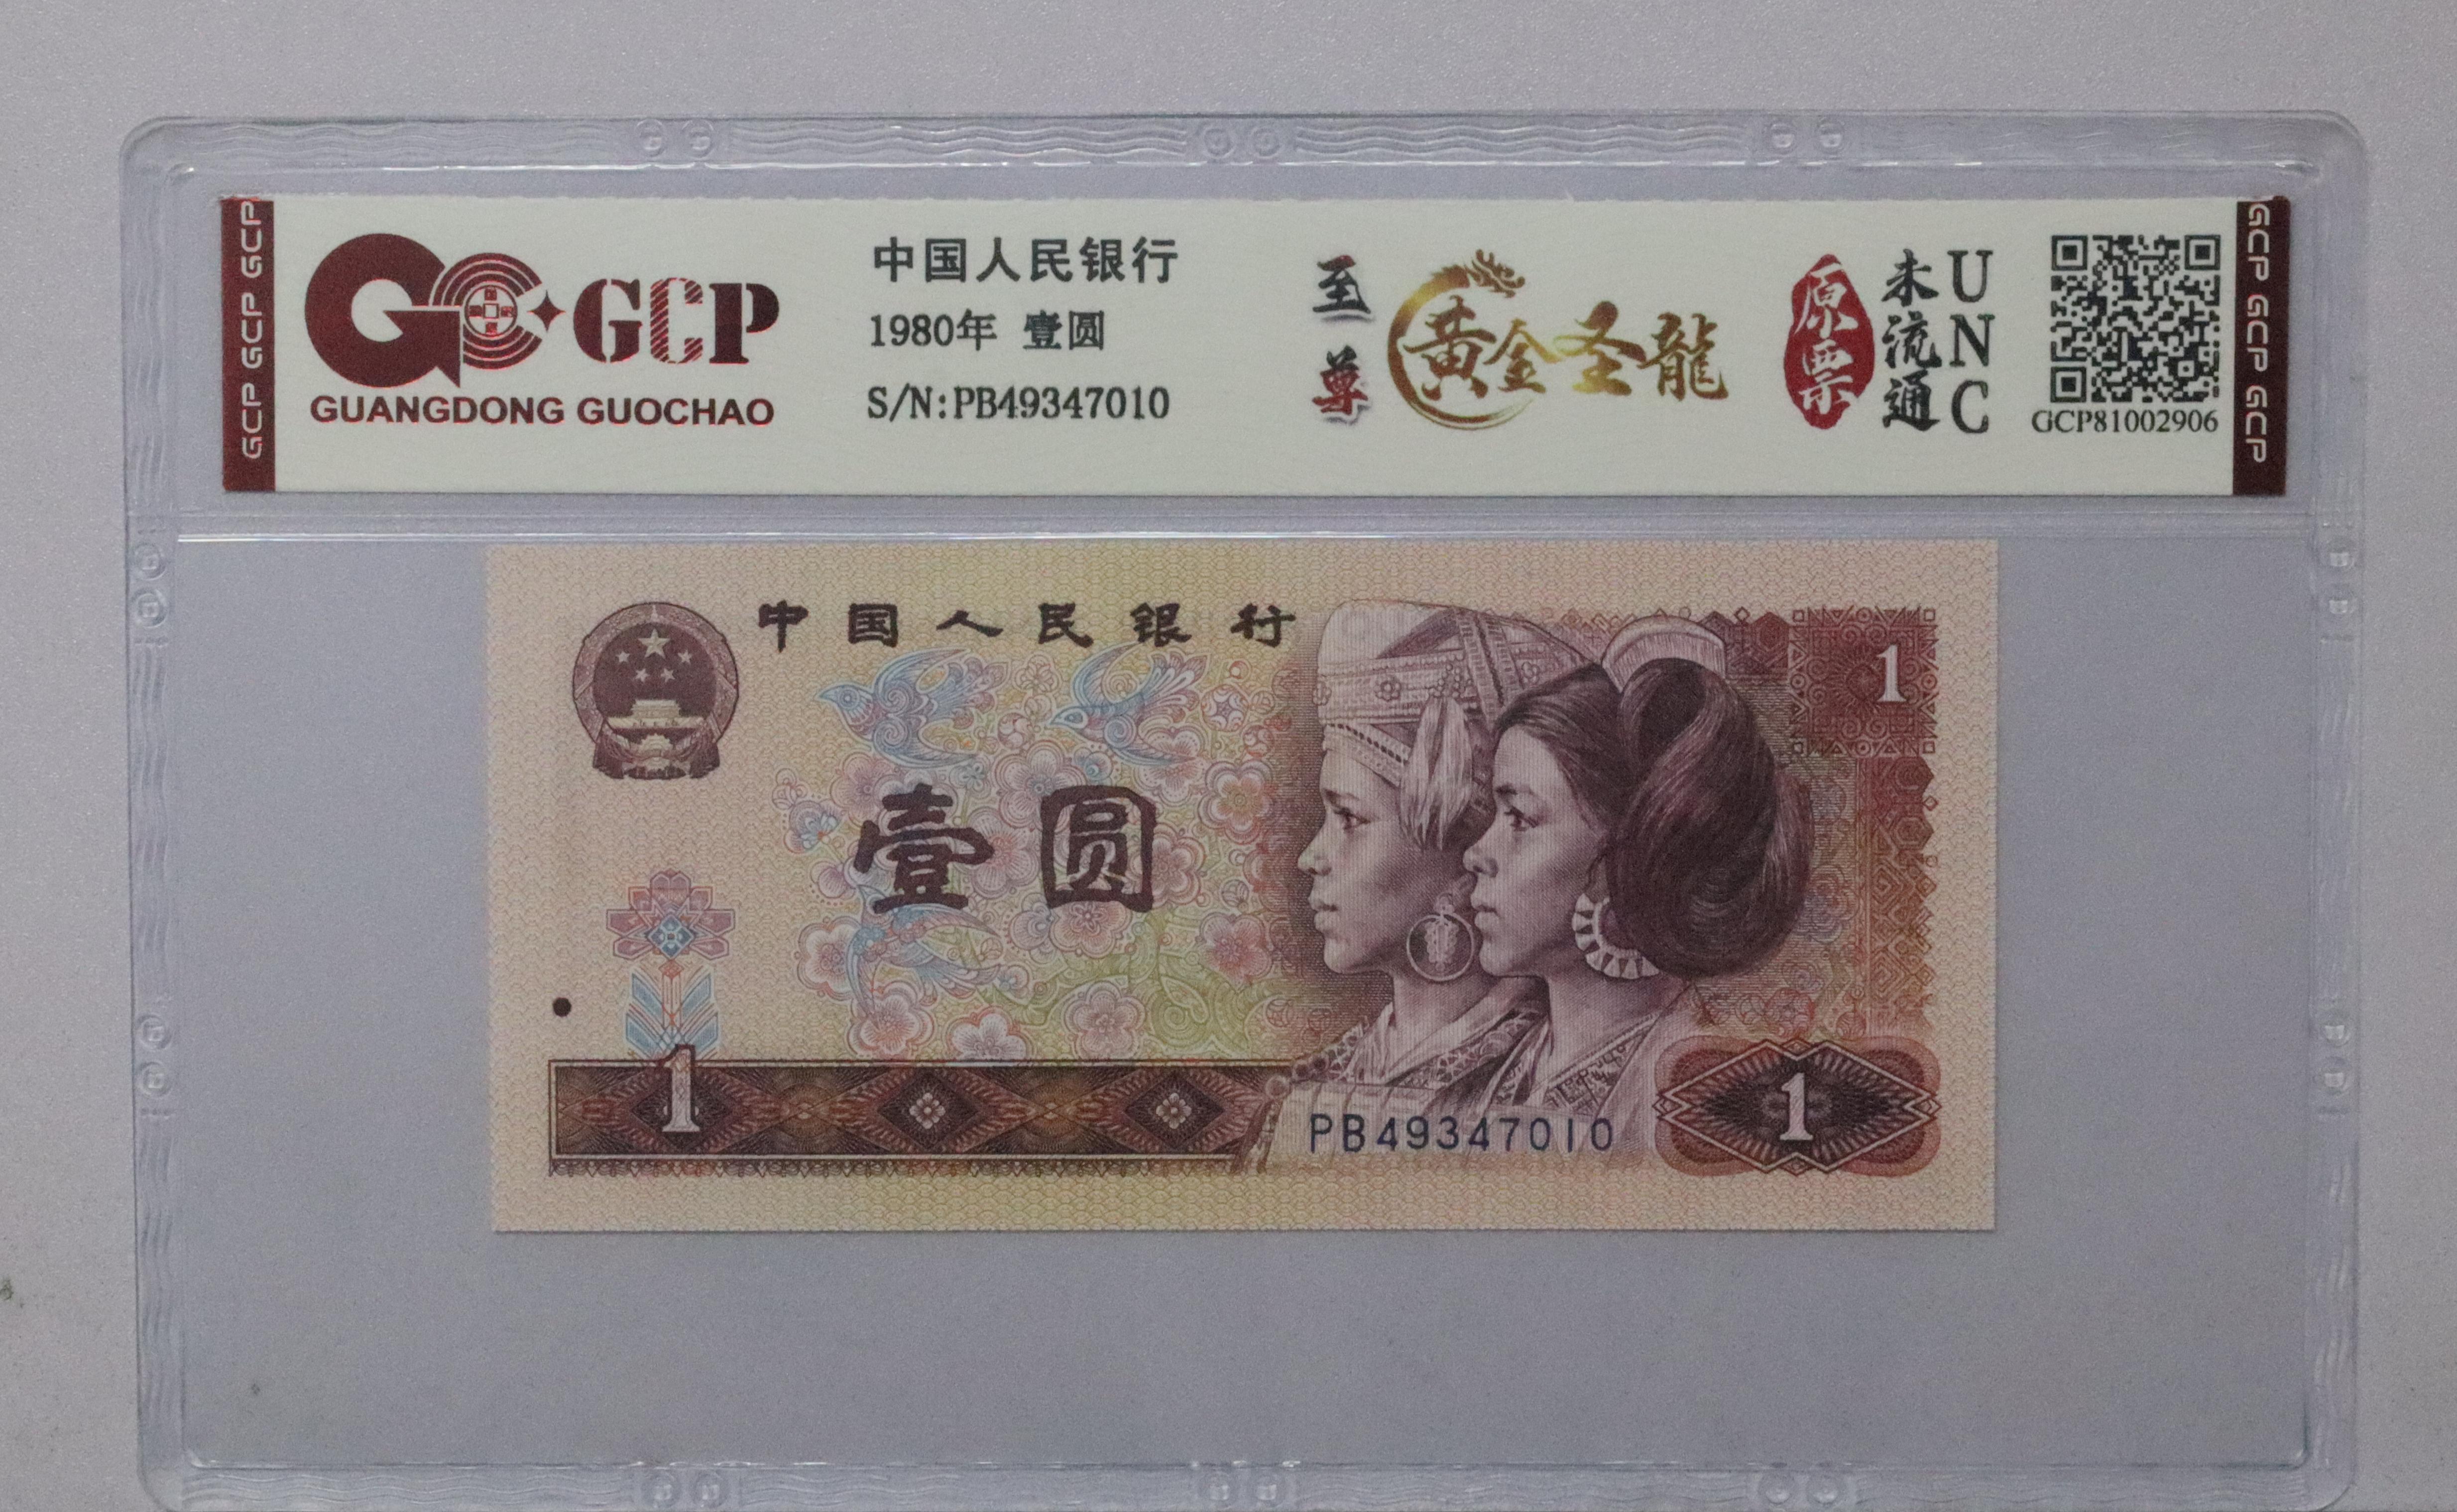 GCP GCP GCP
GCP
GUANGDONG GUOCHAO
中国人民银行
1980年 壹圆
S/N:PB49347010
至尊
黄金圣龍
原票
未流通
UNC
GCP81002906
GCP GCP GCP
中国人民银行
1
壹圆
1
PB49347010
1